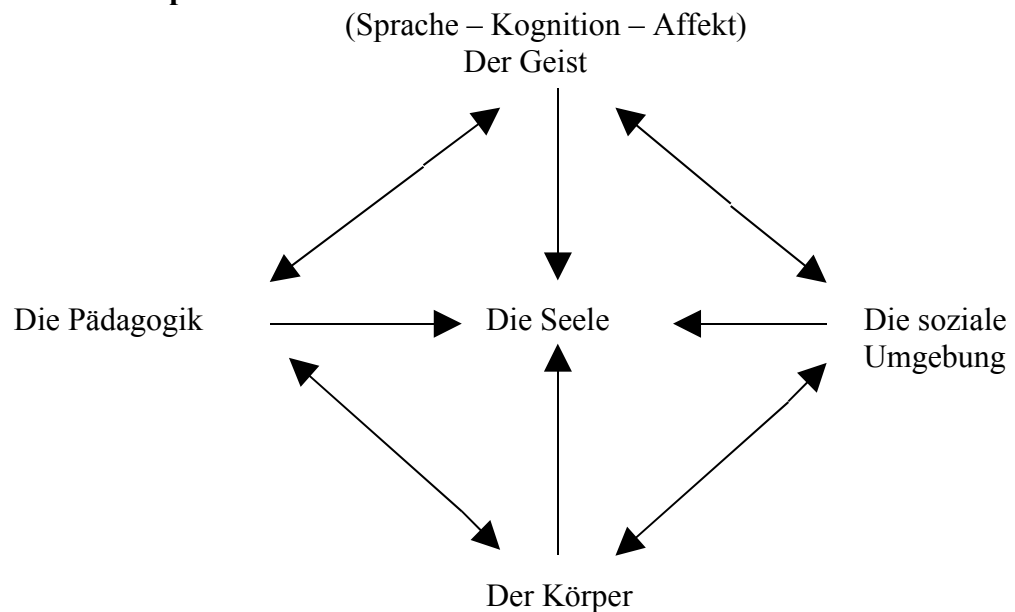 (Sprache – Kognition – Affekt)
Der Geist
Die Pädagogik
Die Seele
Die soziale
Umgebung
Der Körper